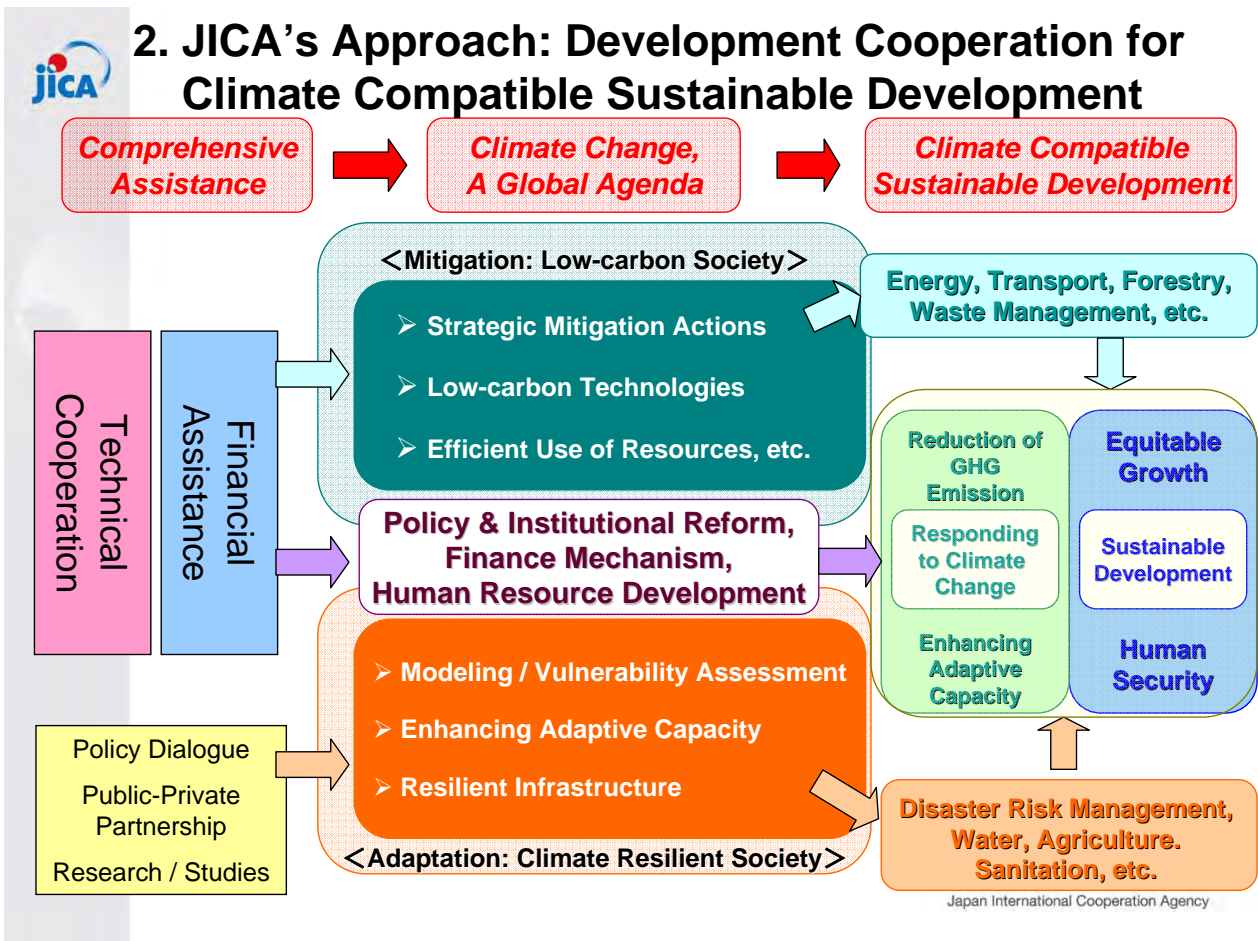 2. JICA's Approach: Development Cooperation for
Climate Compatible Sustainable Development
jica
Comprehensive
Assistance
Climate Change,
A Global Agenda
Climate Compatible
Sustainable Development
Technical
Cooperation
Financial
Assistance
Policy Dialogue
Public-Private
Partnership
Research / Studies
<Mitigation: Low-carbon Society>
➢ Strategic Mitigation Actions
➢ Low-carbon Technologies
➢ Efficient Use of Resources, etc.
Policy & Institutional Reform,
Finance Mechanism,
Human Resource Development
➢ Modeling / Vulnerability Assessment
➢ Enhancing Adaptive Capacity
➢ Resilient Infrastructure
<Adaptation: Climate Resilient Society>
Energy, Transport, Forestry,
Waste Management, etc.
Reduction of
GHG
Emission
Responding
to Climate
Change
Enhancing
Adaptive
Capacity
Equitable
Growth
Sustainable
Development
Human
Security
Disaster Risk Management,
Water, Agriculture.
Sanitation, etc.
Japan International Cooperation Agency